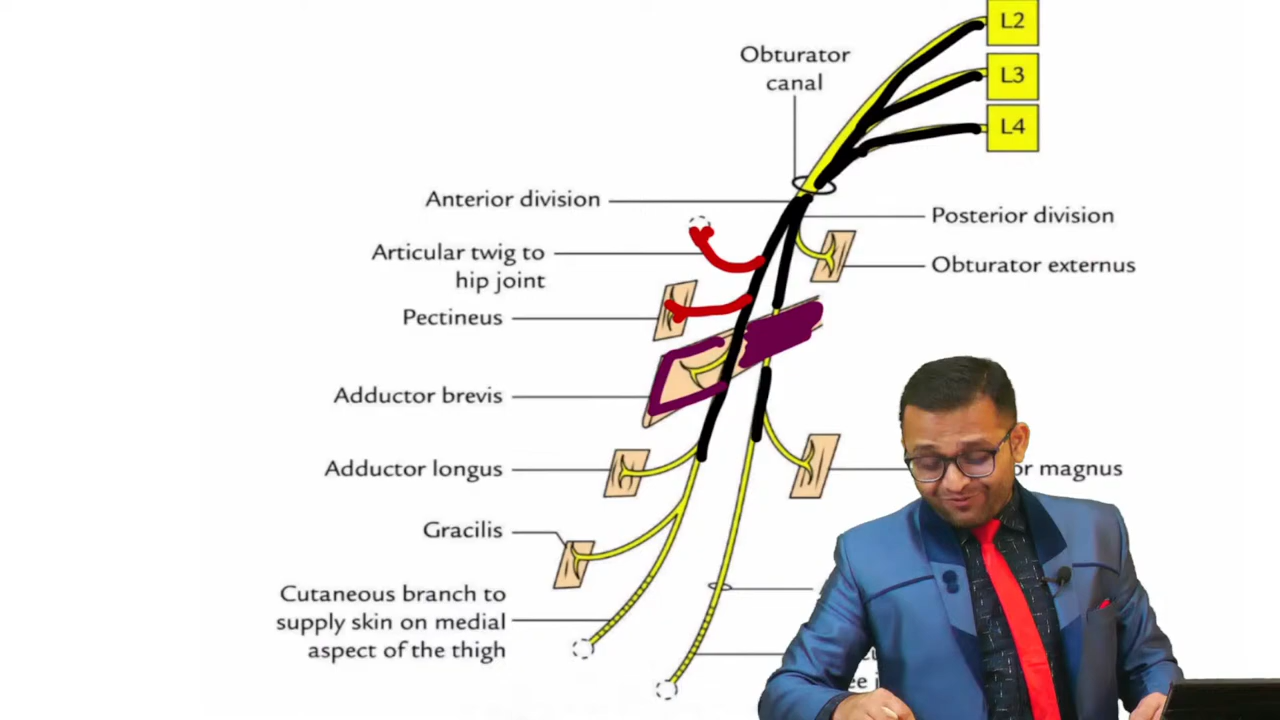 L2
Obturator
canal
L3
L4
Anterior division
Posterior division
Articular twig to
hip joint
Obturator externus
Pectineus
Adductor brevis
Adductor longus
magnus
Gracilis
Cutaneous branch to
supply skin on medial
aspect of the thigh